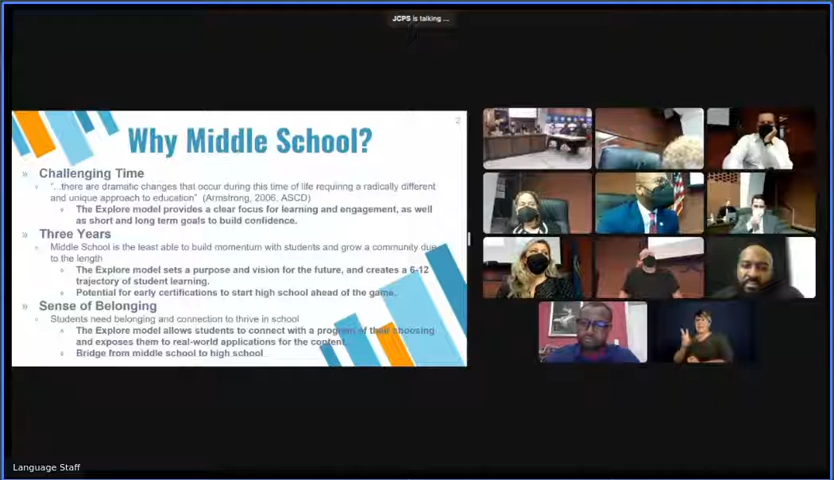 JCPS is talking ...
2
Why Middle School?
» Challenging Time
"...there are dramatic changes that occur during this time of life requiring a radically different
and unique approach to education" (Armstrong, 2006, ASCD)
» The Explore model provides a clear focus for learning and engagement, as well
as short and long term goals to build confidence.
» Three Years
Middle School is the least able to build momentum with students and grow a community due
to the length
» The Explore model sets a purpose and vision for the future, and creates a 6-12
trajectory of student learning.
» Potential for early certifications to start high school ahead of the game.
» Sense of Belonging
Students need belonging and connection to thrive in school
» The Explore model allows students to connect with a program of their choosing
and exposes them to real-world applications for the content.
» Bridge from middle school to high school
Language Staff